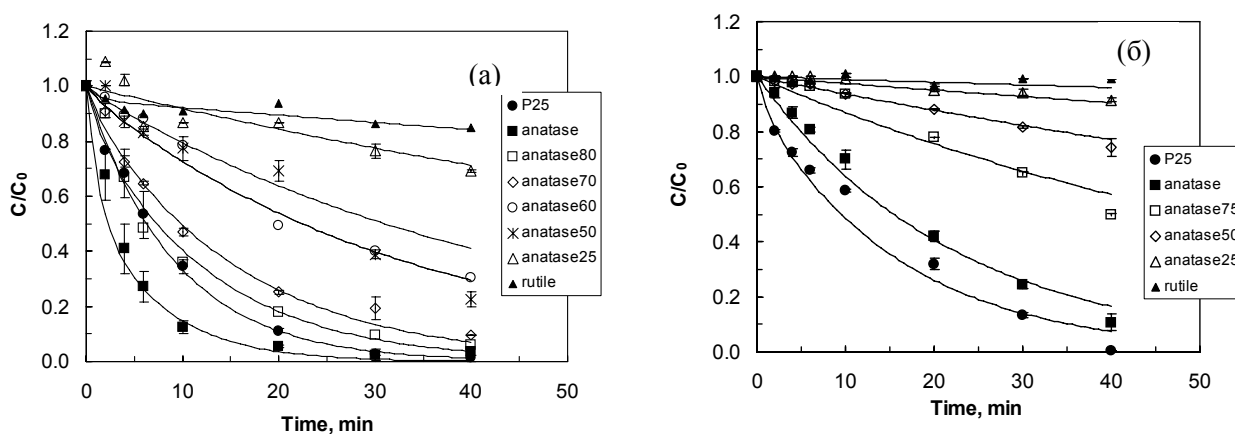 1.2
1.0
0.8
0.6
0.4
0.2
0.0
C/C0
0 10 20 30 40 50
Time, min
(а)
P25
anatase
anatase80
anatase70
anatase60
anatase50
anatase25
rutile
1.2
1.0
0.8
0.6
0.4
0.2
0.0
C/C0
0 10 20 30 40 50
Time, min
(б)
P25
anatase
anatase75
anatase50
anatase25
rutile